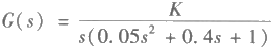 G(s) = K / s(0.05s² + 0.4s + 1)